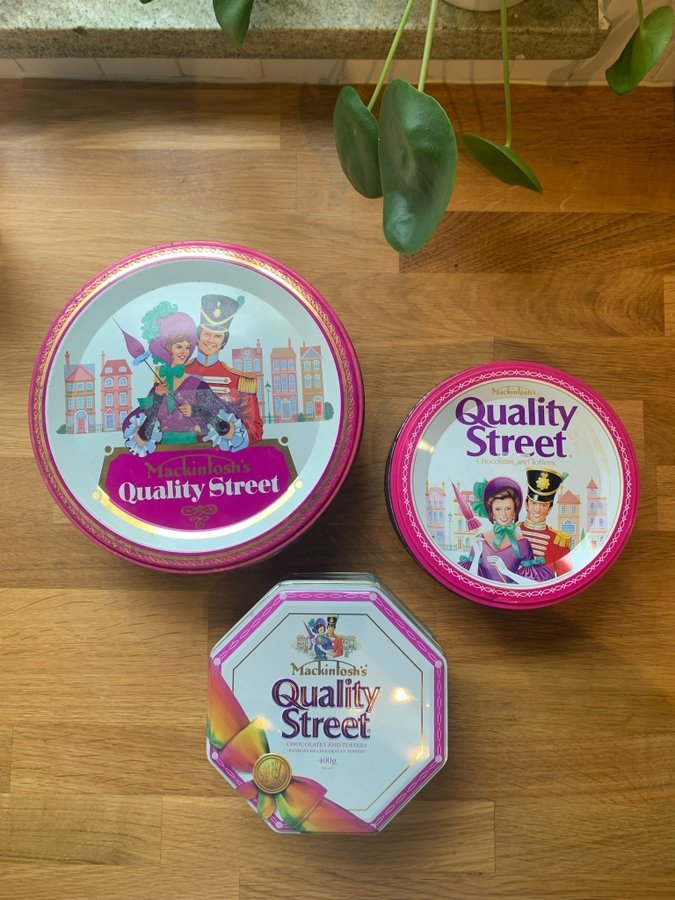 Mackintosh's
Quality Street
Mackintosh's
Quality
Street
Chocolates and Toffees
Mackintosh's
Quality
Street
CHOCOLATES AND TOFFEES
400g